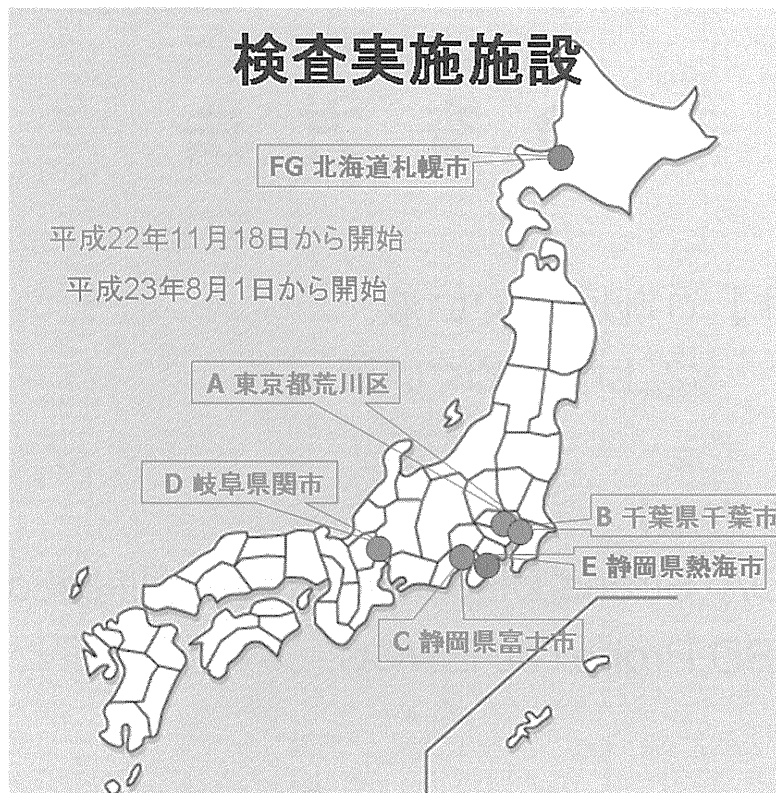 検査実施施設
FG 北海道札幌市
平成22年11月18日から開始
平成23年8月1日から開始
A 東京都荒川区
D 岐阜県関市
B 千葉県千葉市
E 静岡県熱海市
C 静岡県富士市